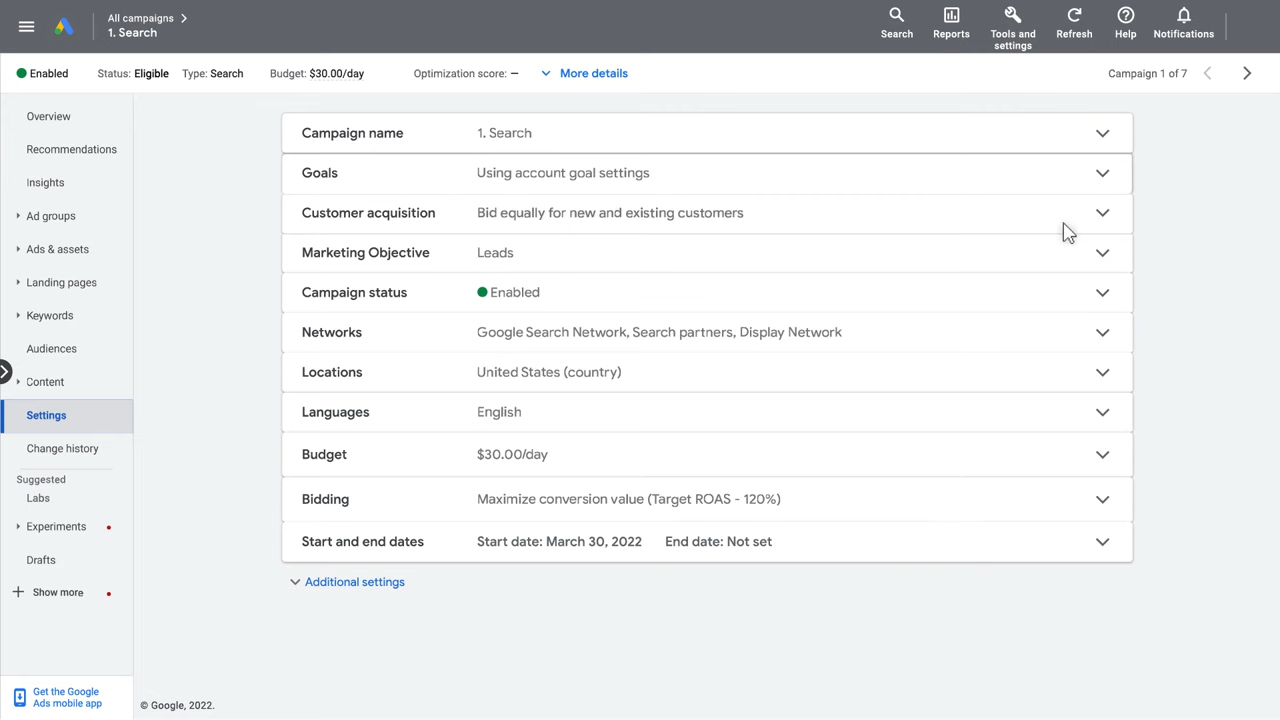 All campaigns
1. Search
Search
Reports
Tools and
settings
Refresh
Help
Notifications
Enabled
Status: Eligible
Type: Search
Budget: $30.00/day
Optimization score: –
More details
Campaign 1 of 7
Overview
Recommendations
Insights
Ad groups
Ads & assets
Landing pages
Keywords
Audiences
Content
Settings
Change history
Suggested
Labs
Experiments
Drafts
Show more
Get the Google
Ads mobile app
Campaign name 1. Search
Goals Using account goal settings
Customer acquisition Bid equally for new and existing customers
Marketing Objective Leads
Campaign status Enabled
Networks Google Search Network, Search partners, Display Network
Locations United States (country)
Languages English
Budget $30.00/day
Bidding Maximize conversion value (Target ROAS - 120%)
Start and end dates Start date: March 30, 2022 End date: Not set
Additional settings
© Google, 2022.